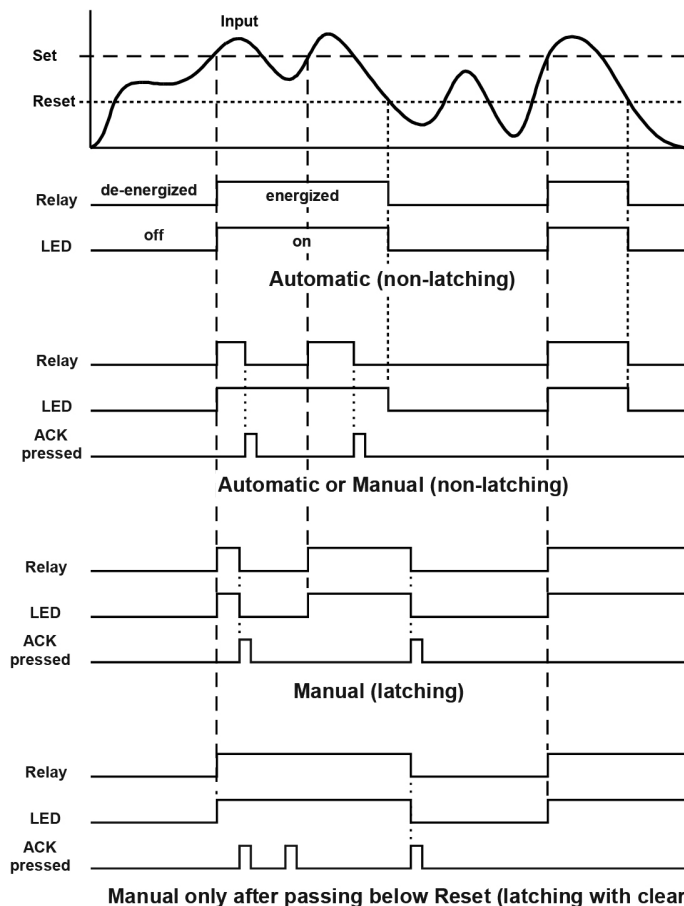 Input
Set
Reset
de-energized
energized
Relay
off
on
LED
Automatic (non-latching)
Relay
LED
ACK
pressed
Automatic or Manual (non-latching)
Relay
LED
ACK
pressed
Manual (latching)
Relay
LED
ACK
pressed
Manual only after passing below Reset (latching with clear